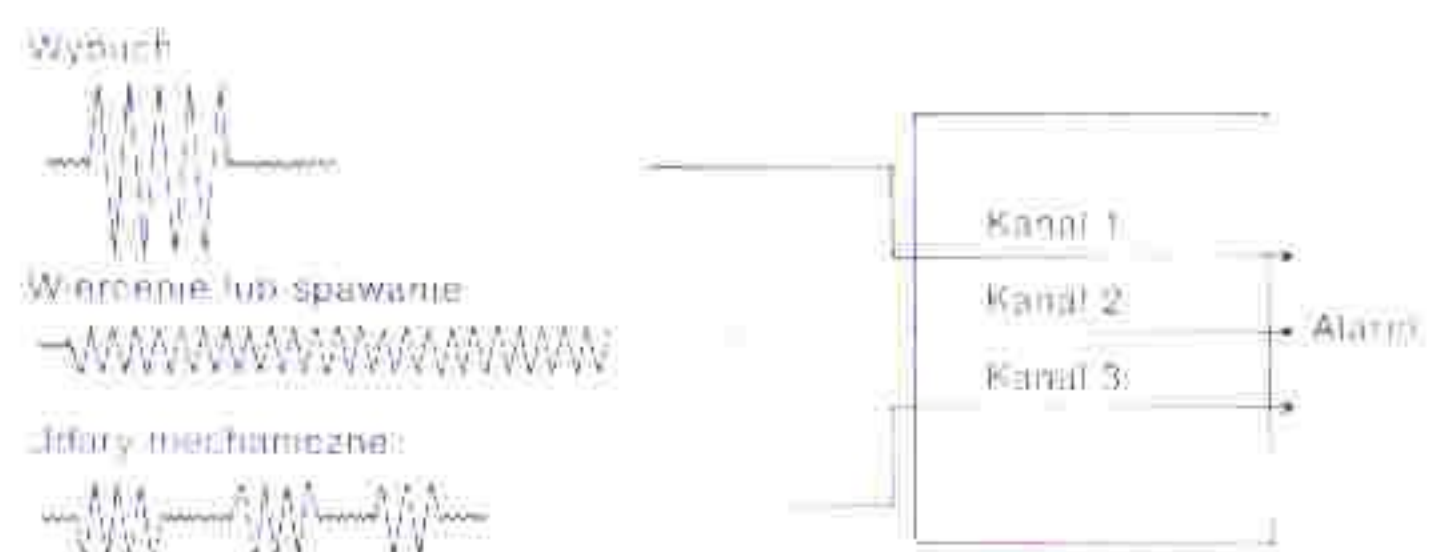 Wybuch
Wiercenie lub spawanie
Udary mechaniczne:
Kanał 1:
Kanał 2:
Kanał 3:
Alarm